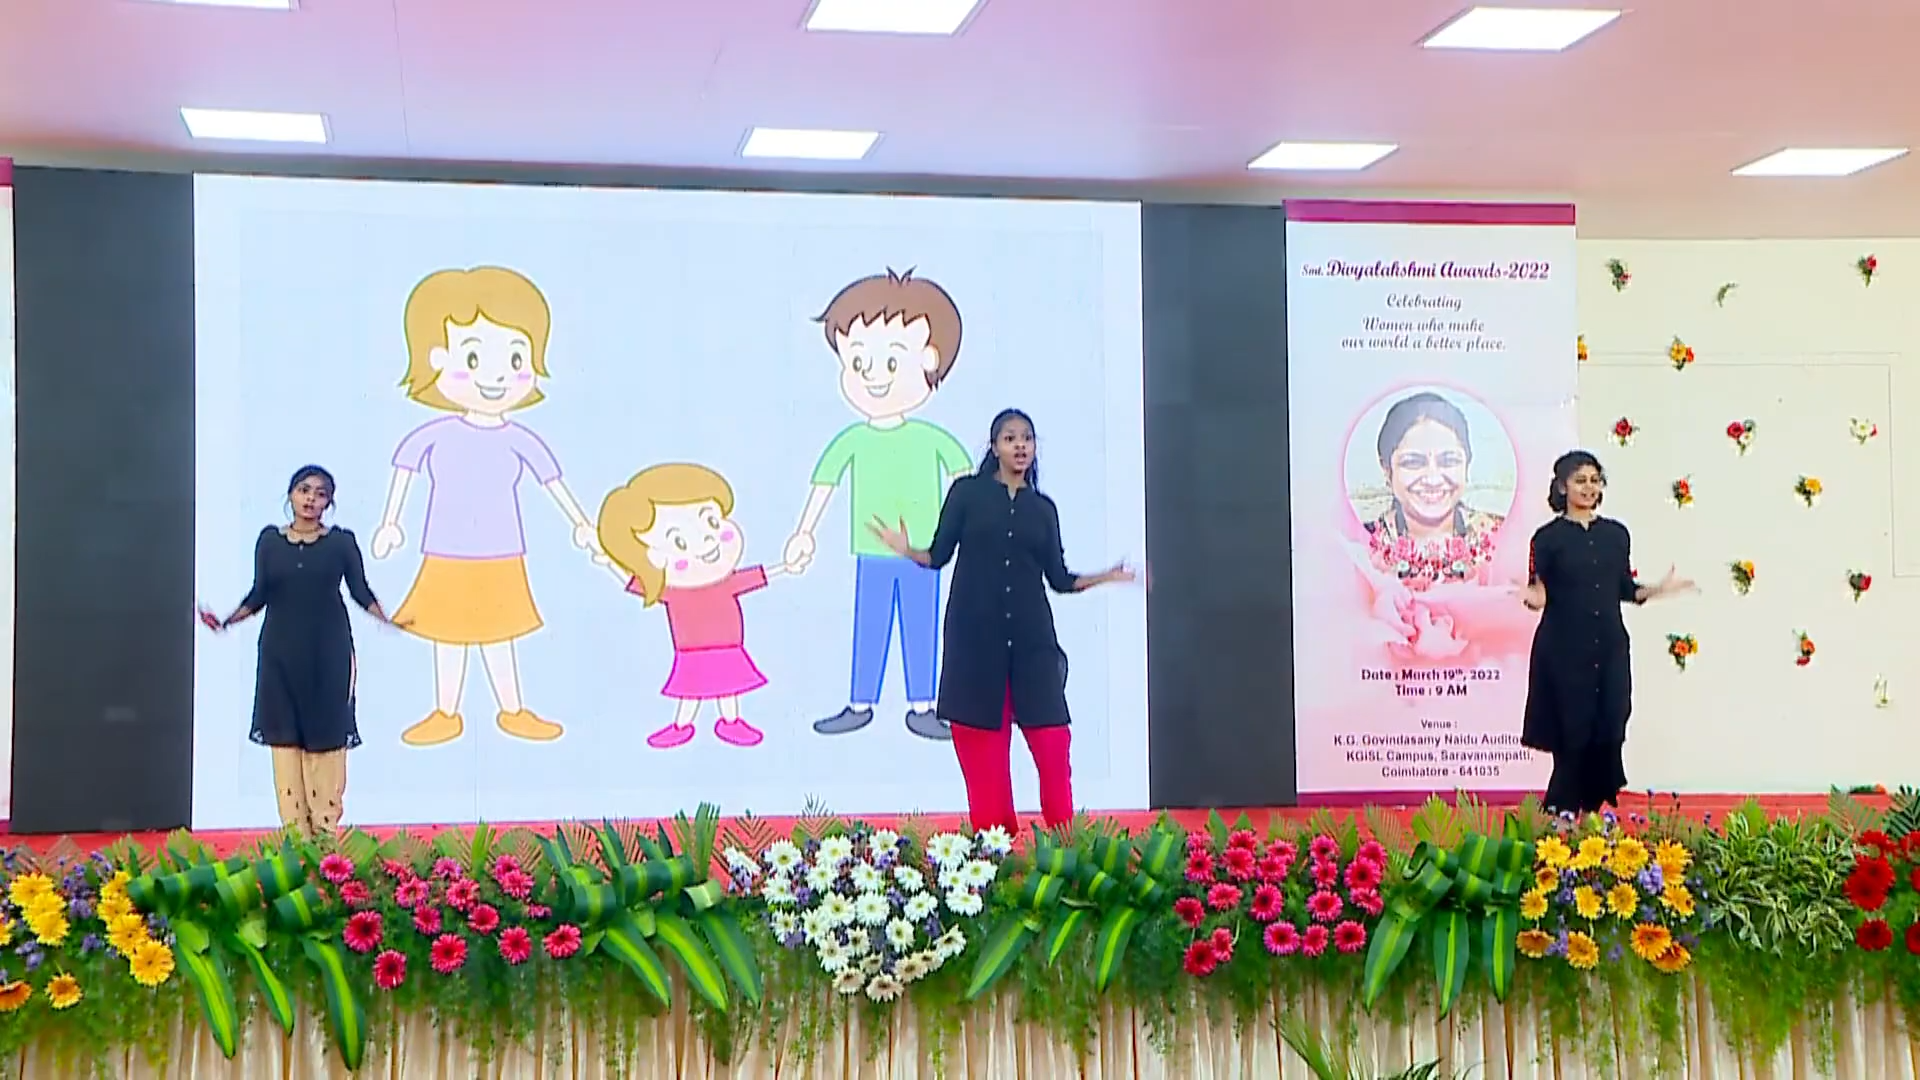 Smt. Divyalakshmi Awards-2022
Celebrating
Women who make
our world a better place.
Date : March 19th, 2022
Time : 9 AM
Venue :
K.G. Govindasamy Naidu
KGiSL Campus, Saravanampatti,
Coimbatore - 641035